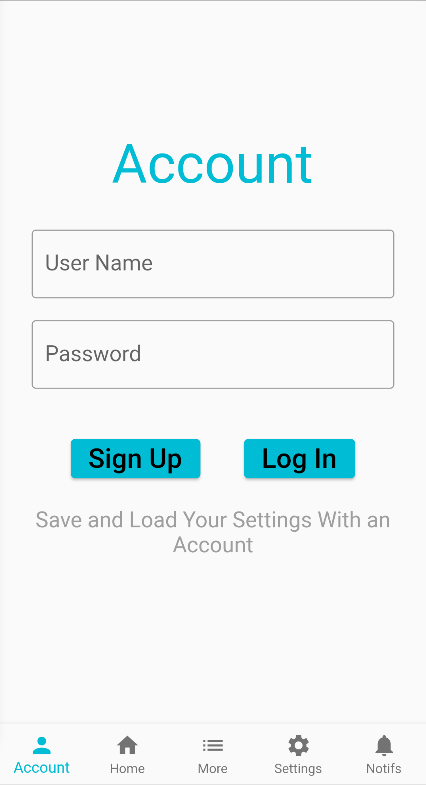 Account
User Name
Password
Sign Up
Log In
Save and Load Your Settings With an
Account
Account
Home
More
Settings
Notifs